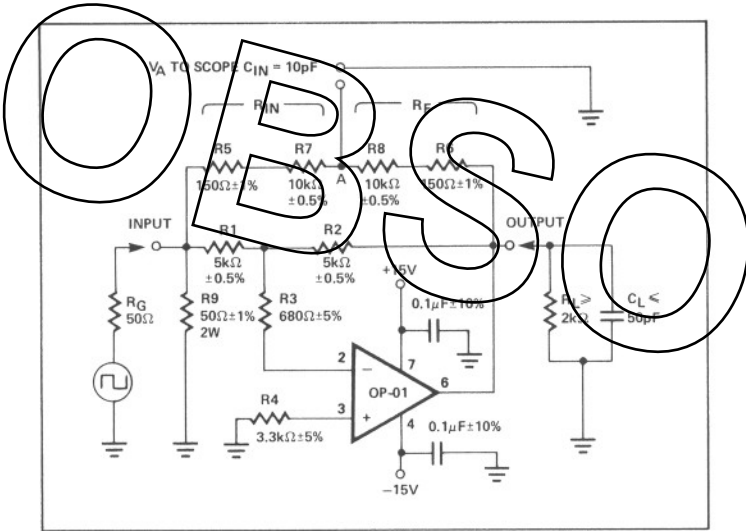 VA TO SCOPE CIN = 10pF
RIN
RF
R5
150Ω±1%
R7
10kΩ
±0.5%
A
R8
10kΩ
±0.5%
R6
150Ω±1%
INPUT
R1
5kΩ
±0.5%
R2
5kΩ
±0.5%
OUTPUT
RG
50Ω
R9
50Ω±1%
2W
R3
680Ω±5%
+15V
0.1μF±10%
RL≥
2kΩ
CL ≤
50pF
2
−
7
OP-01
6
R4
3.3kΩ±5%
3
+
4
0.1μF±10%
−15V
OBSO